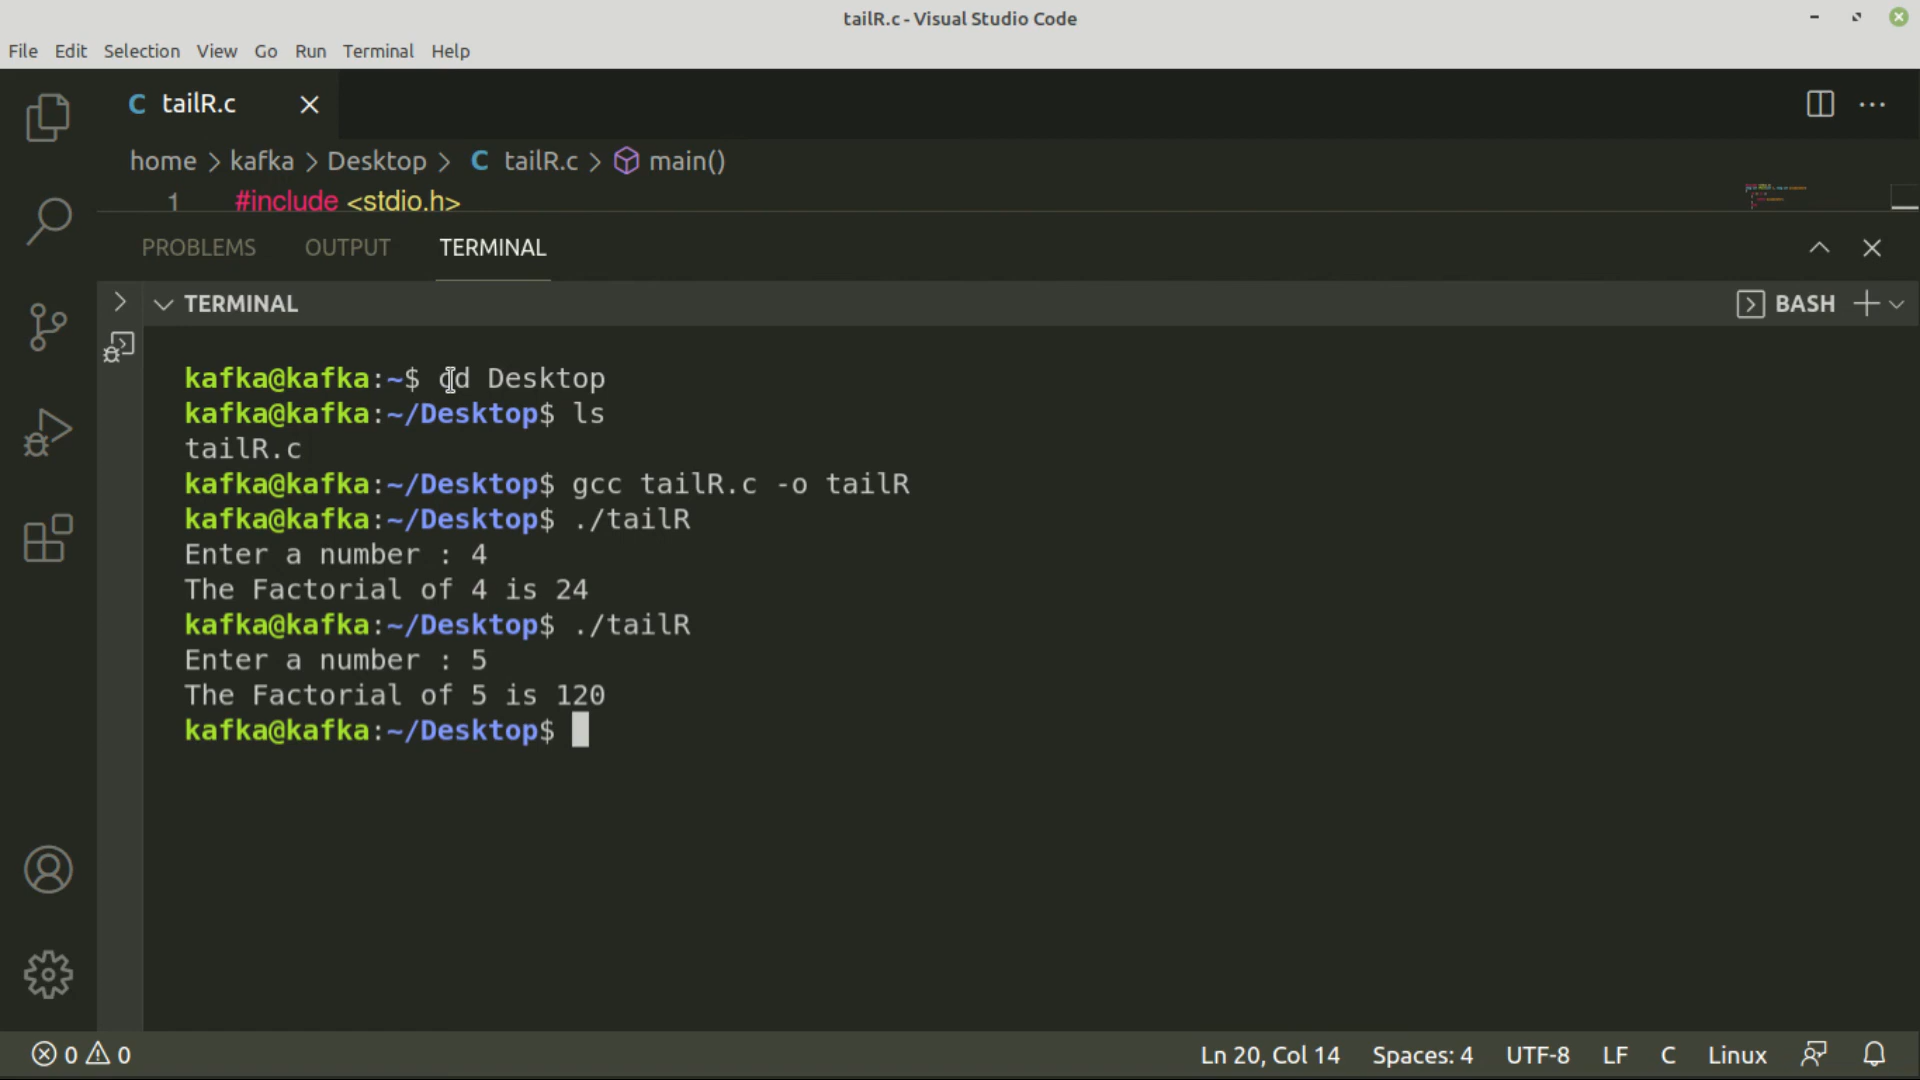 tailR.c - Visual Studio Code
File Edit Selection View Go Run Terminal Help
C tailR.c
home > kafka > Desktop > C tailR.c > main()
1 #include <stdio.h>
PROBLEMS OUTPUT TERMINAL
TERMINAL BASH
kafka@kafka:~$ cd Desktop
kafka@kafka:~/Desktop$ ls
tailR.c
kafka@kafka:~/Desktop$ gcc tailR.c -o tailR
kafka@kafka:~/Desktop$ ./tailR
Enter a number : 4
The Factorial of 4 is 24
kafka@kafka:~/Desktop$ ./tailR
Enter a number : 5
The Factorial of 5 is 120
kafka@kafka:~/Desktop$
0 0 Ln 20, Col 14 Spaces: 4 UTF-8 LF C Linux